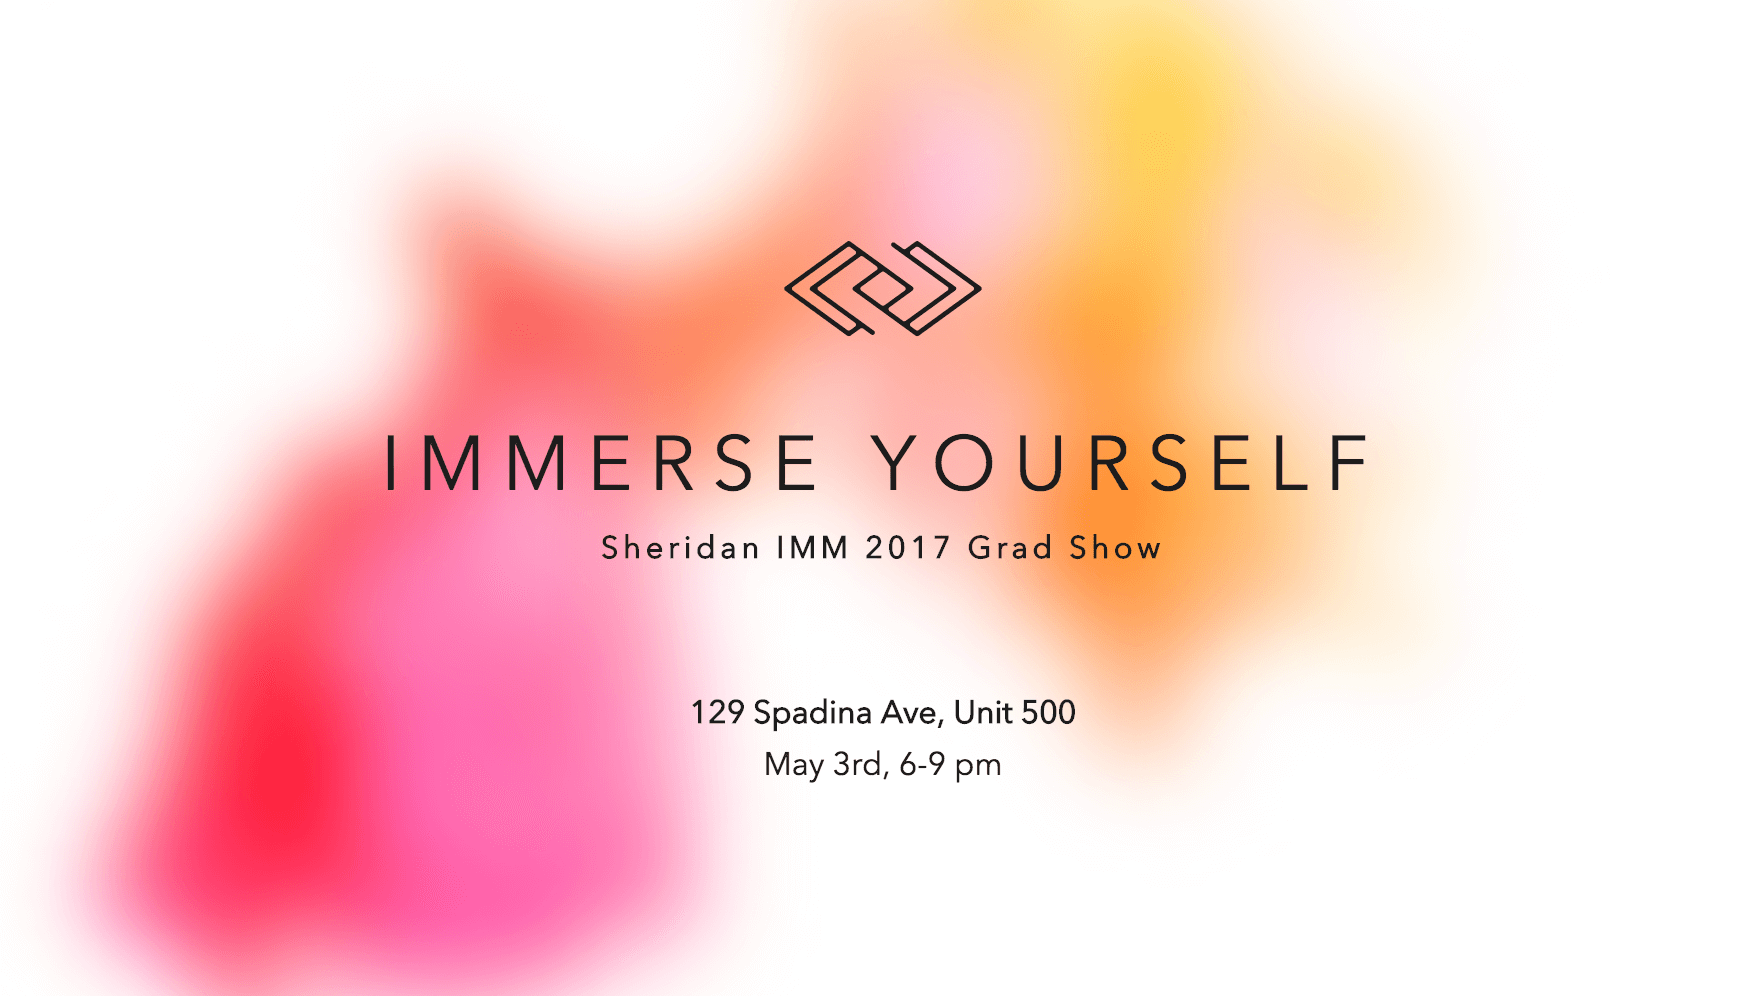 IMMERSE YOURSELF
Sheridan IMM 2017 Grad Show
129 Spadina Ave, Unit 500
May 3rd, 6-9 pm